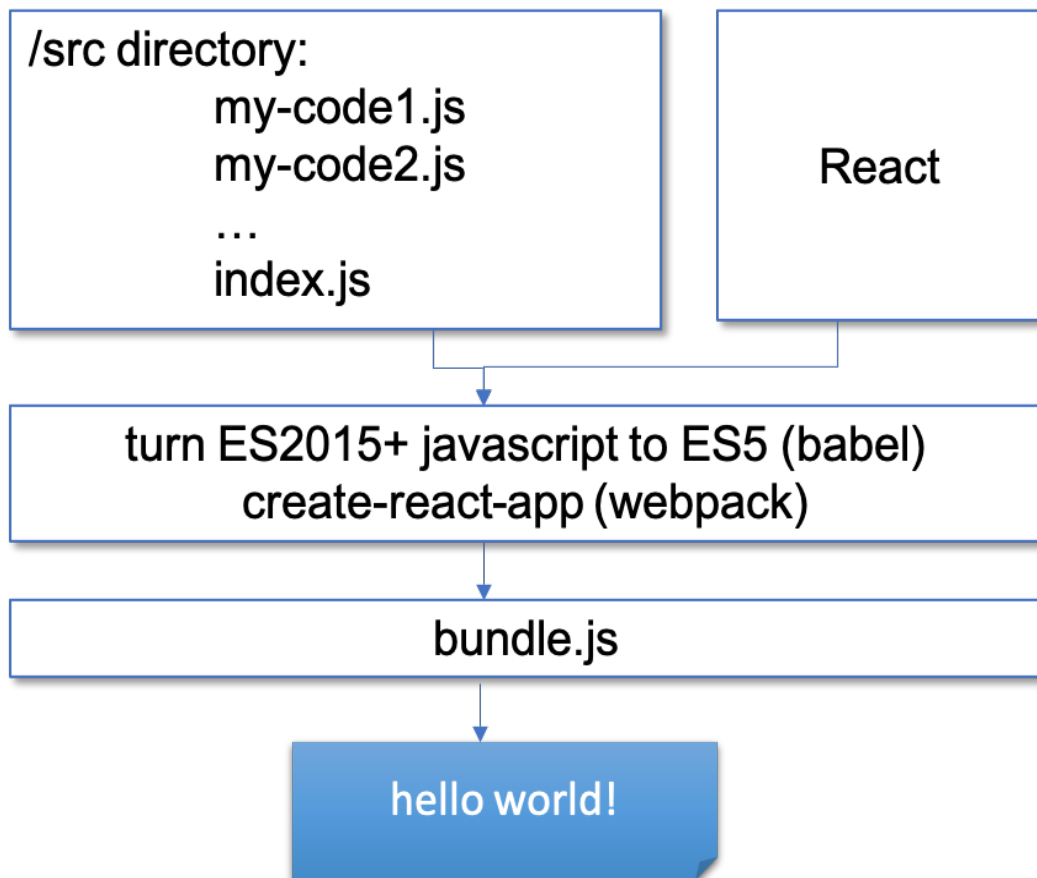 /src directory:
my-code1.js
my-code2.js
…
index.js
React
turn ES2015+ javascript to ES5 (babel)
create-react-app (webpack)
bundle.js
hello world!